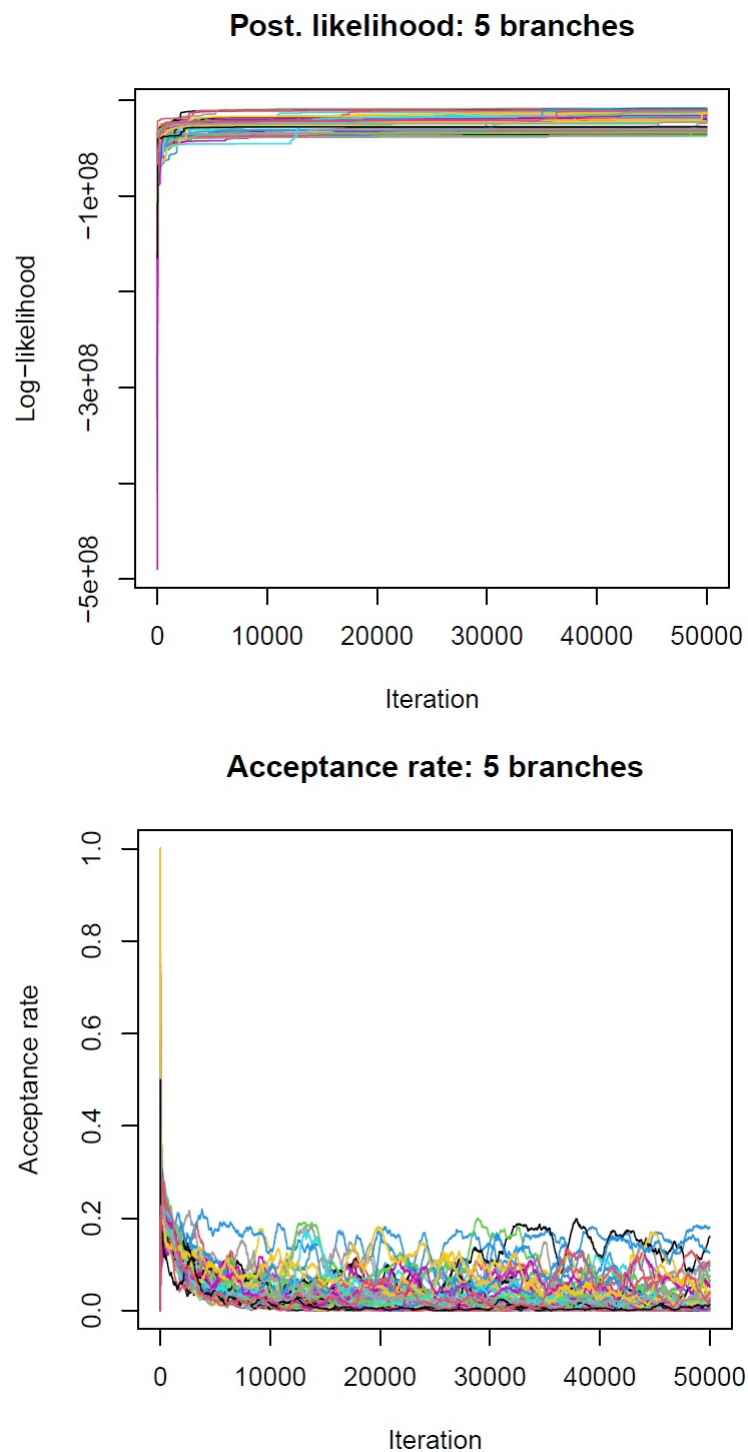 Post. likelihood: 5 branches
Log−likelihood
−1e+08
−3e+08
−5e+08
0 10000 20000 30000 40000 50000
Iteration
Acceptance rate: 5 branches
Acceptance rate
1.0
0.8
0.6
0.4
0.2
0.0
0 10000 20000 30000 40000 50000
Iteration